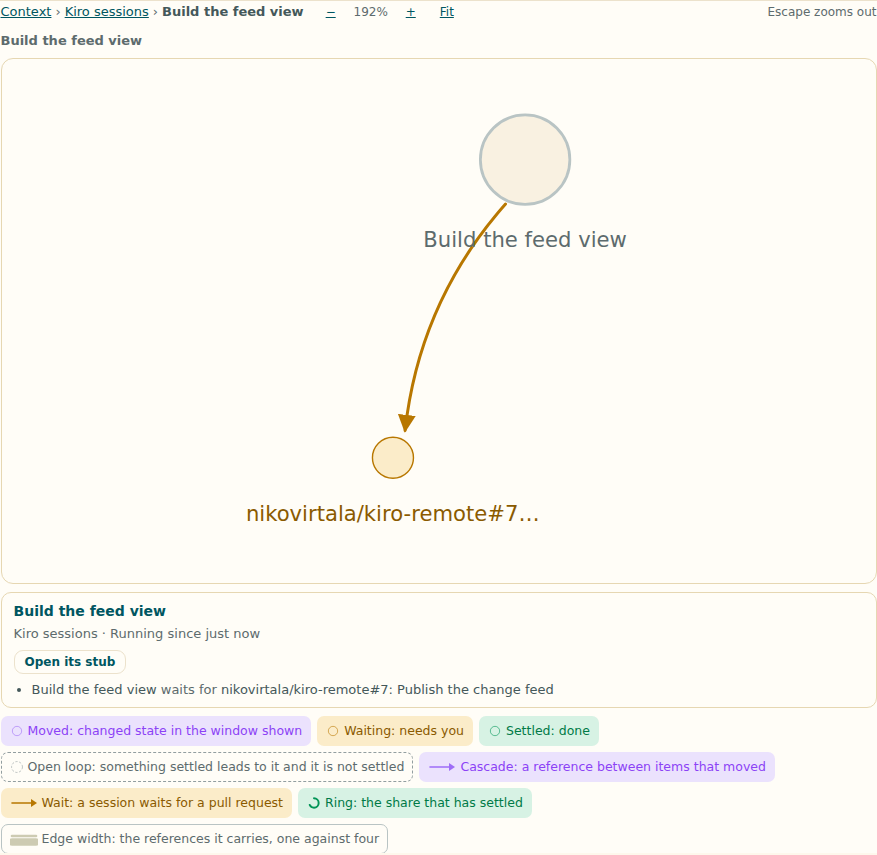 Context › Kiro sessions › Build the feed view − 192% + Fit Escape zooms out
Build the feed view
Build the feed view
nikovirtala/kiro-remote#7…
Build the feed view
Kiro sessions · Running since just now
Open its stub
• Build the feed view waits for nikovirtala/kiro-remote#7: Publish the change feed
Moved: changed state in the window shown Waiting: needs you Settled: done
Open loop: something settled leads to it and it is not settled Cascade: a reference between items that moved
Wait: a session waits for a pull request Ring: the share that has settled
Edge width: the references it carries, one against four